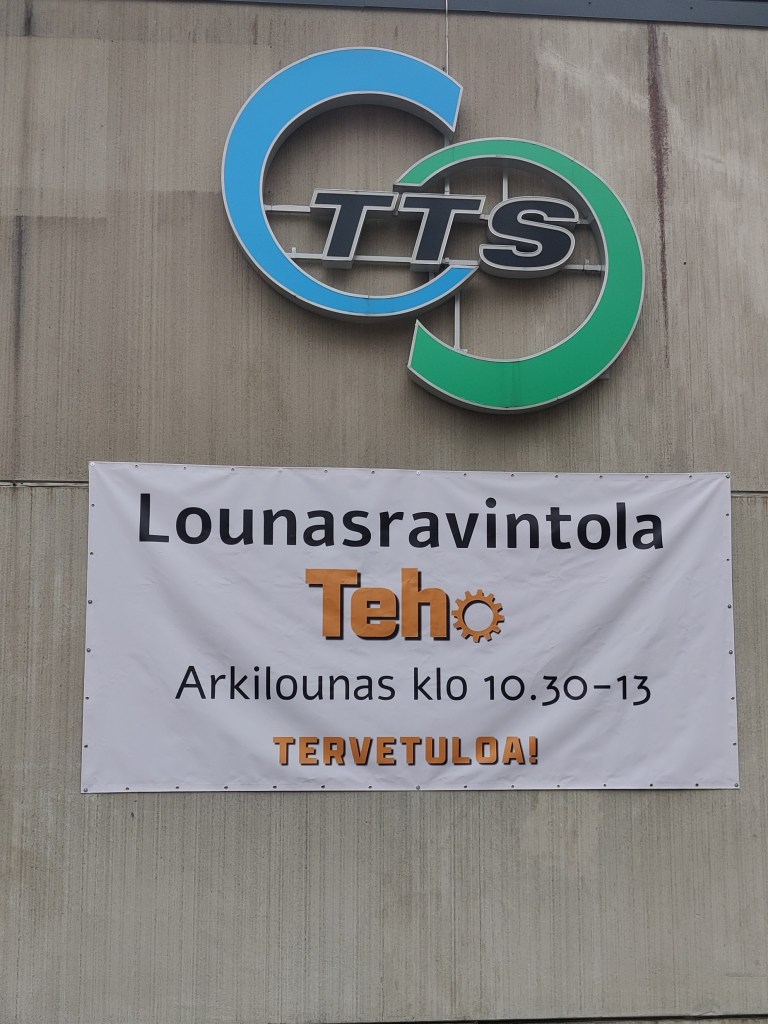 TTS
Lounasravintola
Teho
Arkilounas klo 10.30-13
TERVETULOA!